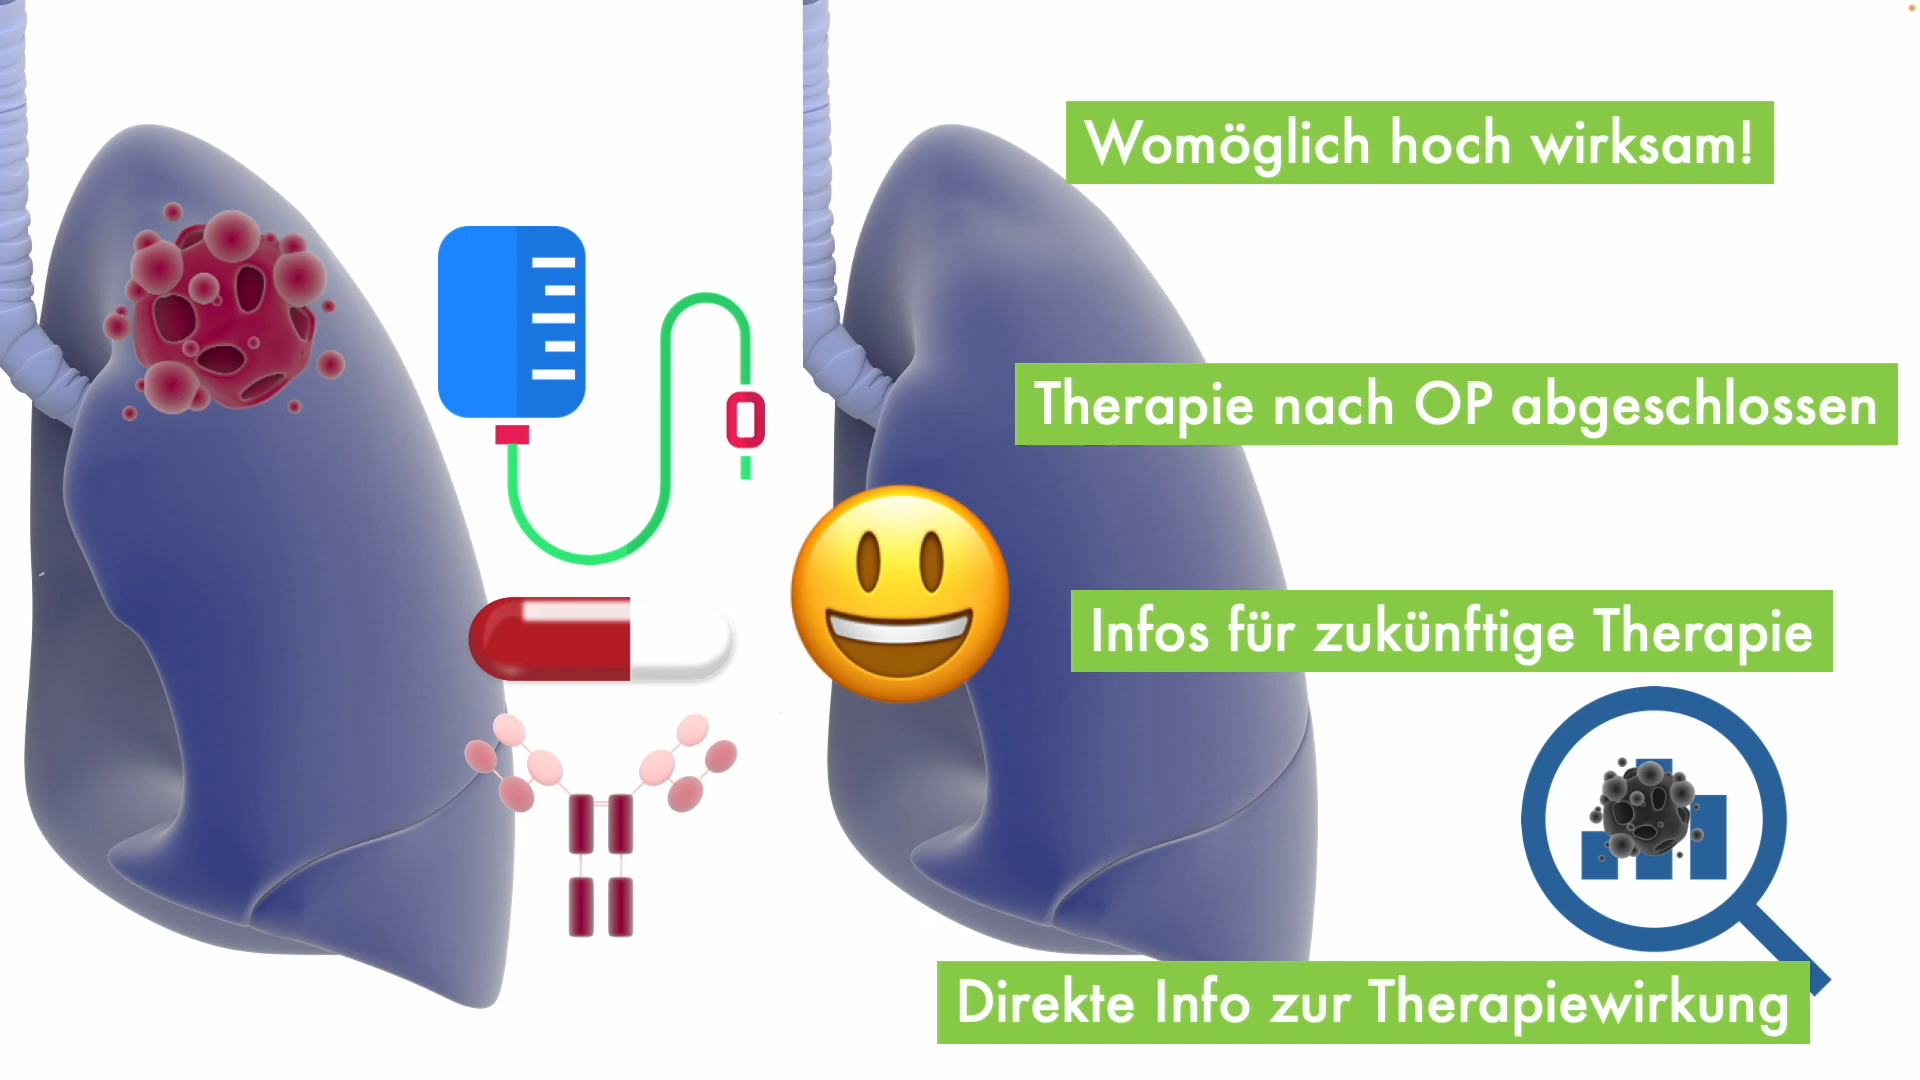 Womöglich hoch wirksam!
Therapie nach OP abgeschlossen
Infos für zukünftige Therapie
Direkte Info zur Therapiewirkung